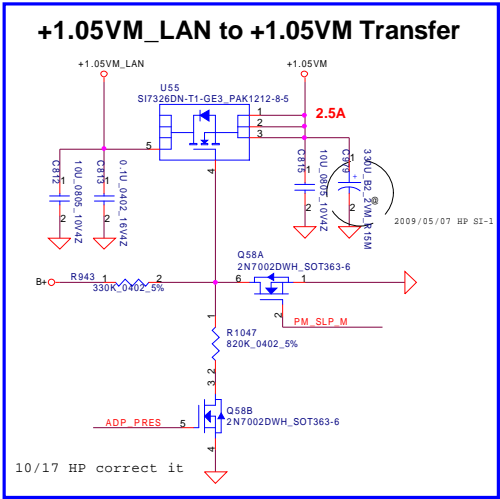 +1.05VM_LAN to +1.05VM Transfer
+1.05VM_LAN
+1.05VM
U55
SI7326DN-T1-GE3_PAK1212-8-5
1
2
3
5
4
2.5A
C812
1
2
10U_0805_10V4Z
C813
1
2
0.1U_0402_16V4Z
C815
1
2
10U_0805_10V4Z
C9V9
1
+
2
330U_B2_2VM_R15M
@
2009/05/07 HP SI-1
B+
R943
1
2
330K_0402_5%
Q58A
2N7002DWH_SOT363-6
6
1
2
PM_SLP_M
1
R1047
820K_0402_5%
2
3
Q58B
2N7002DWH_SOT363-6
ADP_PRES
5
4
10/17 HP correct it